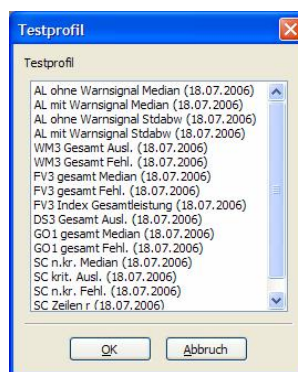 Testprofil
Testprofil
AL ohne Warnsignal Median (18.07.2006)
AL mit Warnsignal Median (18.07.2006)
AL ohne Warnsignal Stdabw (18.07.2006)
AL mit Warnsignal Stdabw (18.07.2006)
WM3 Gesamt Ausl. (18.07.2006)
WM3 Gesamt Fehl. (18.07.2006)
FV3 gesamt Median (18.07.2006)
FV3 gesamt Fehl. (18.07.2006)
FV3 Index Gesamtleistung (18.07.2006)
DS3 Gesamt Ausl. (18.07.2006)
GO1 gesamt Median (18.07.2006)
GO1 gesamt Fehl. (18.07.2006)
SC n.kr. Median (18.07.2006)
SC krit. Ausl. (18.07.2006)
SC n.kr. Fehl. (18.07.2006)
SC Zeilen r (18.07.2006)
OK Abbruch